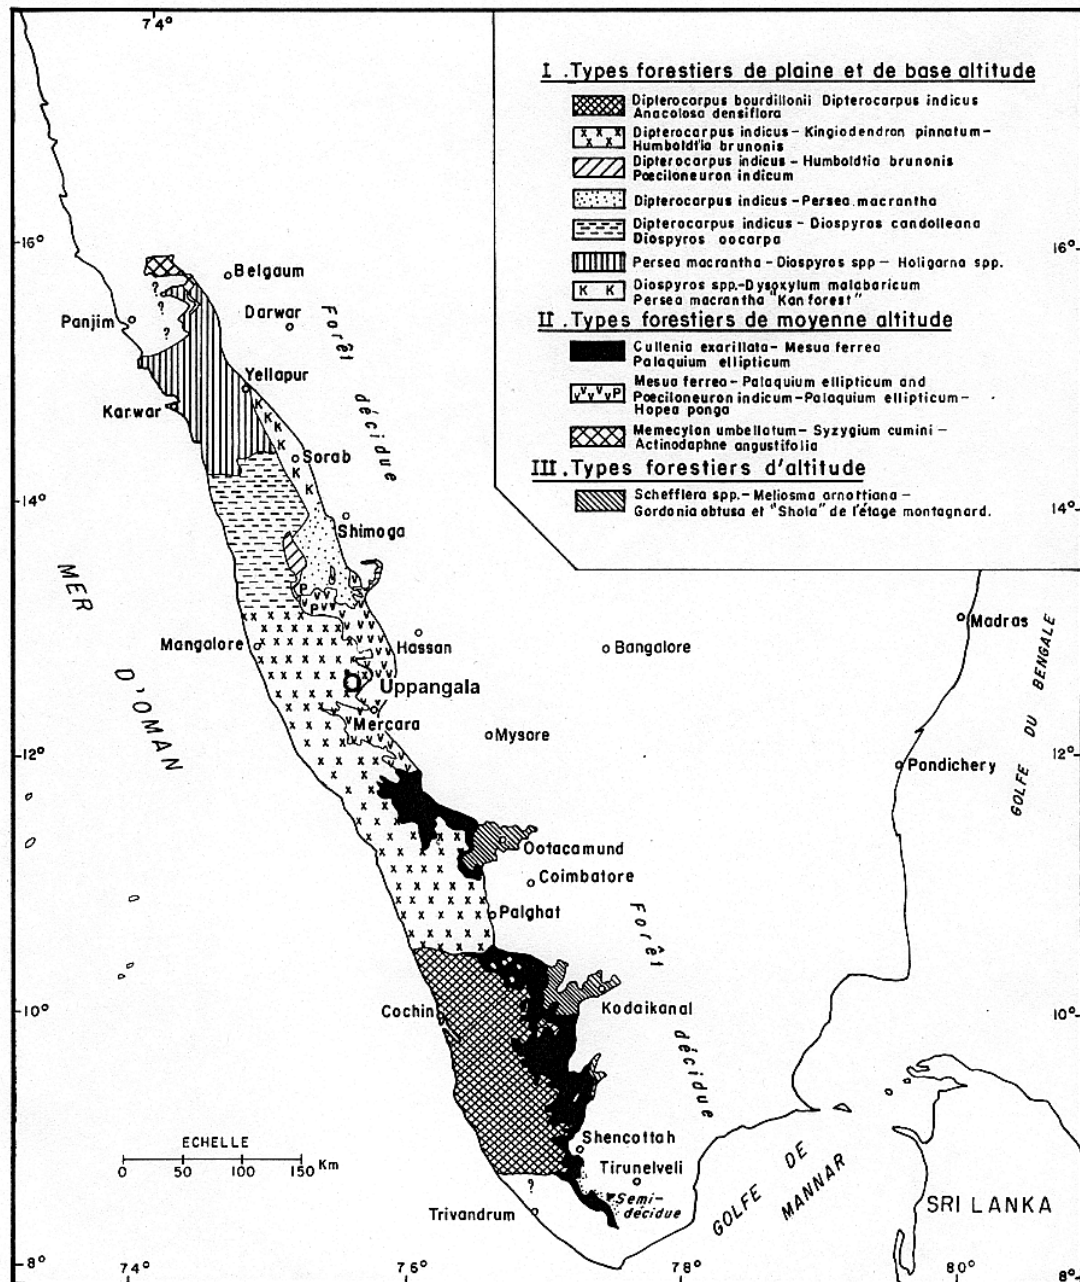 74°
I .Types forestiers de plaine et de base altitude
Dipterocarpus bourdillonii Dipterocarpus indicus
Anacolosa densiflora
Dipterocarpus indicus - Kingiodendron pinnatum -
Humboldtia brunonis
Dipterocarpus indicus - Humboldtia brunonis
Pœciloneuron indicum
Dipterocarpus indicus - Persea macrantha
Dipterocarpus indicus - Diospyros candolleana
Diospyros oocarpa
Persea macrantha - Diospyros spp - Holigarna spp.
K K
Diospyros spp.- Dysoxylum malabaricum
Persea macrantha "Kan forest"
II .Types forestiers de moyenne altitude
Cullenia exarillata - Mesua ferrea
Palaquium ellipticum
Mesua ferrea - Palaquium ellipticum and
Pœciloneuron indicum - Palaquium ellipticum -
Hopea ponga
Memecylon umbellatum - Syzygium cumini -
Actinodaphne angustifolia
III .Types forestiers d'altitude
Schefflera spp.- Meliosma arnottiana -
Gordonia obtusa et "Shola" de l'étage montagnard.
16°
16°
Belgaum
Panjim
Darwar
Forêt décidue
Yellapur
Karwar
Sorab
14°
14°
Shimoga
MER D'OMAN
Mangalore
Hassan
Bangalore
Madras
Uppangala
Mercara
Mysore
12°
12°
Pondichery
GOLFE DU BENGALE
Ootacamund
Coimbatore
Palghat
Forêt décidue
Cochin
Kodaikanal
10°
10°
ECHELLE
0 50 100 150 Km
Shencottah
Tirunelveli
Semi-
décidue
Trivandrum
GOLFE DE MANNAR
SRI LANKA
8°
8°
74°
76°
78°
80°